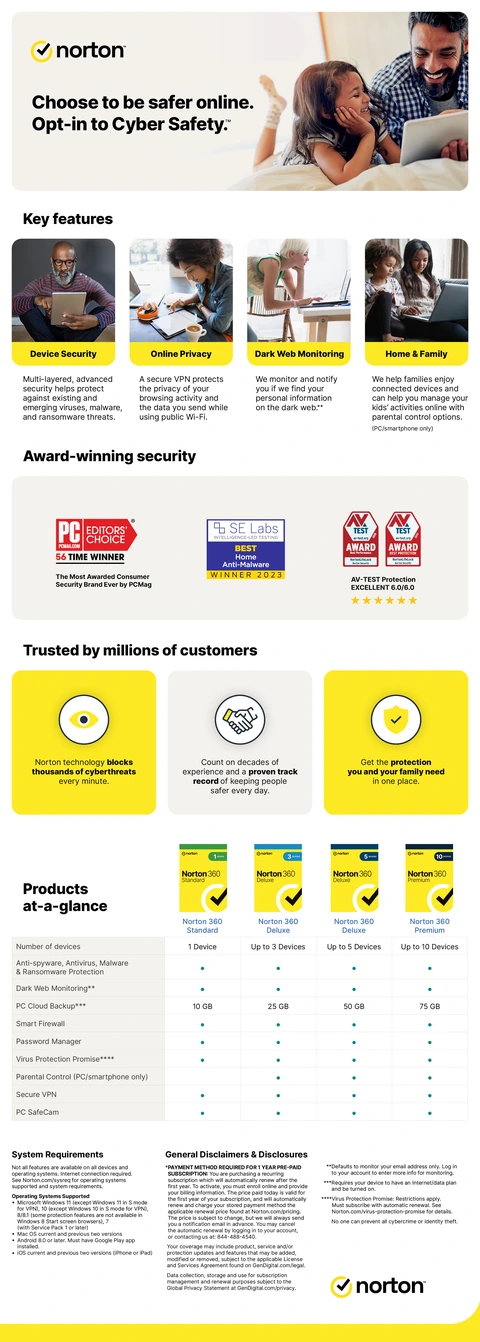 norton™
Choose to be safer online.
Opt-in to Cyber Safety.™
Key features
Device Security
Online Privacy
Dark Web Monitoring
Home & Family
Multi-layered, advanced
security helps protect
against existing and
emerging viruses, malware,
and ransomware threats.
A secure VPN protects
the privacy of your
browsing activity and
the data you send while
using public Wi-Fi.
We monitor and notify
you if we find your
personal information
on the dark web.**
We help families enjoy
connected devices and
can help you manage your
kids' activities online with
parental control options.
(PC/smartphone only)
Award-winning security
PC
PCMAG.COM
EDITORS'
CHOICE
56 TIME WINNER
The Most Awarded Consumer
Security Brand Ever by PCMag
SE Labs
INTELLIGENCE-LED TESTING
BEST
Home
Anti-Malware
WINNER 2023
AV
TEST
AWARD
AV
TEST
AWARD
AV-TEST Protection
EXCELLENT 6.0/6.0
Trusted by millions of customers
Norton technology blocks
thousands of cyberthreats
every minute.
Count on decades of
experience and a proven track
record of keeping people
safer every day.
Get the protection
you and your family need
in one place.
Products
at-a-glance
norton
1
Norton 360
Standard
norton
3
Norton 360
Deluxe
norton
5
Norton 360
Deluxe
norton
10
Norton 360
Premium
Norton 360
Standard
Norton 360
Deluxe
Norton 360
Deluxe
Norton 360
Premium
Number of devices 1 Device Up to 3 Devices Up to 5 Devices Up to 10 Devices
Anti-spyware, Antivirus, Malware
& Ransomware Protection
Dark Web Monitoring**
PC Cloud Backup*** 10 GB 25 GB 50 GB 75 GB
Smart Firewall
Password Manager
Virus Protection Promise****
Parental Control (PC/smartphone only)
Secure VPN
PC SafeCam
System Requirements
Not all features are available on all devices and
operating systems. Internet connection required.
See Norton.com/sysreq for operating systems
supported and system requirements.
Operating Systems Supported
• Microsoft Windows 11 (except Windows 11 in S mode
for VPN), 10 (except Windows 10 in S mode for VPN),
8/8.1 (some protection features are not available in
Windows 8 Start screen browsers), 7
(with Service Pack 1 or later)
• Mac OS current and previous two versions
• Android 8.0 or later. Must have Google Play app
installed.
• iOS current and previous two versions (iPhone or iPad)
General Disclaimers & Disclosures
*PAYMENT METHOD REQUIRED FOR 1 YEAR PRE-PAID
SUBSCRIPTION: You are purchasing a recurring
subscription which will automatically renew after the
first year. To activate, you must enroll online and provide
your billing information. The price paid today is valid for
the first year of your subscription, and will automatically
renew and charge your stored payment method the
applicable renewal price found at Norton.com/pricing.
The price is subject to change, but we will always send
you a notification email in advance. You may cancel
the automatic renewal by logging in to your account,
or contacting us at: 844-488-4540.
Your coverage may include product, service and/or
protection updates and features that may be added,
modified or removed, subject to the applicable License
and Services Agreement found on GenDigital.com/legal.
Data collection, storage and use for subscription
management and renewal purposes subject to the
Global Privacy Statement at GenDigital.com/privacy.
**Defaults to monitor your email address only. Log in
to your account to enter more info for monitoring.
***Requires your device to have an Internet/data plan
and be turned on.
****Virus Protection Promise: Restrictions apply.
Must subscribe with automatic renewal. See
Norton.com/virus-protection-promise for details.
No one can prevent all cybercrime or identity theft.
norton™